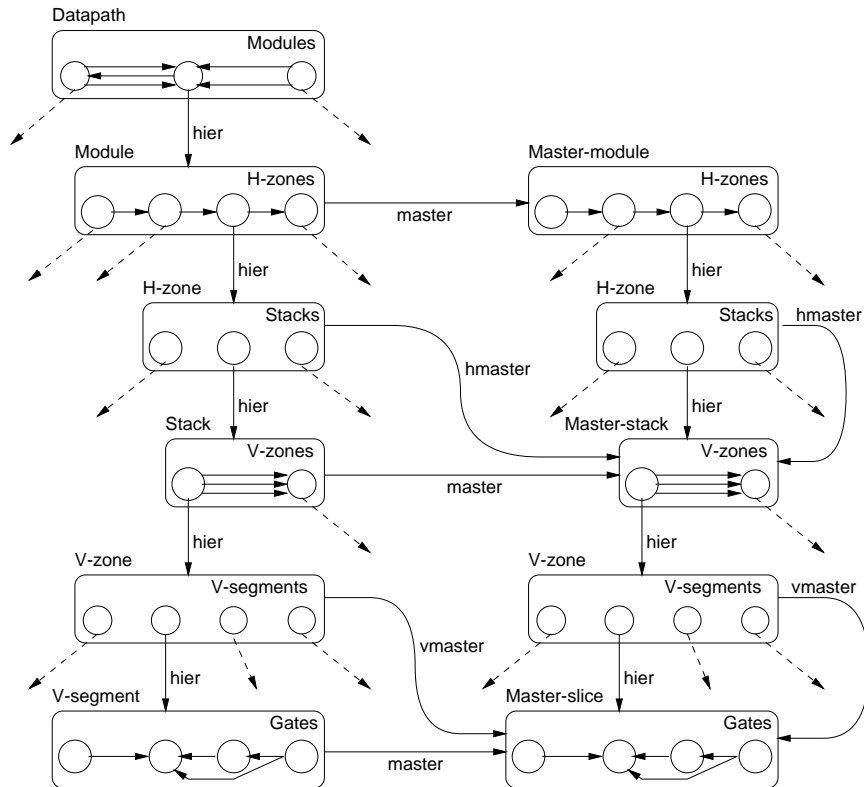 Datapath
Modules
hier
Module
Master-module
H-zones
H-zones
master
hier
hier
H-zone
H-zone
Stacks
Stacks
hmaster
hmaster
hier
hier
Stack
Master-stack
V-zones
V-zones
master
hier
hier
V-zone
V-zone
V-segments
V-segments
vmaster
vmaster
hier
hier
V-segment
Master-slice
Gates
Gates
master